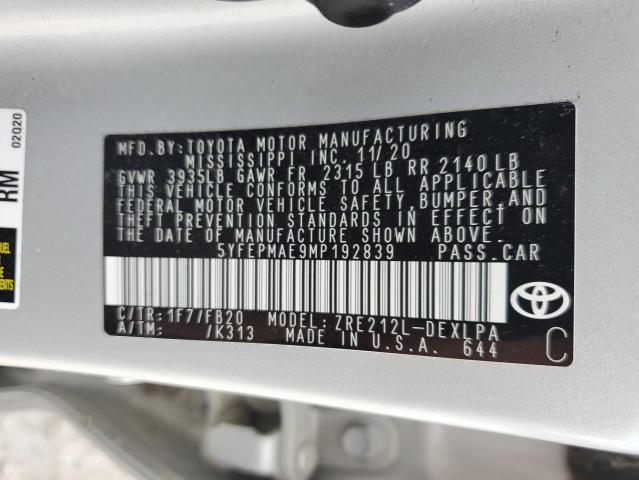 MFD.BY:TOYOTA MOTOR MANUFACTURING
MISSISSIPPI INC. 11/20
GVWR 3935LB GAWR FR 2315 LB RR 2140 LB
THIS VEHICLE CONFORMS TO ALL APPLICABLE
FEDERAL MOTOR VEHICLE SAFETY, BUMPER, AND
THEFT PREVENTION STANDARDS IN EFFECT ON
THE DATE OF MANUFACTURE SHOWN ABOVE.
5YFEPMAE9MP192839 PASS.CAR
C/TR:1F7/FB20 MODEL:ZRE212L-DEXLPA
A/TM: /K313 MADE IN U.S.A. 644
C
02020
RM